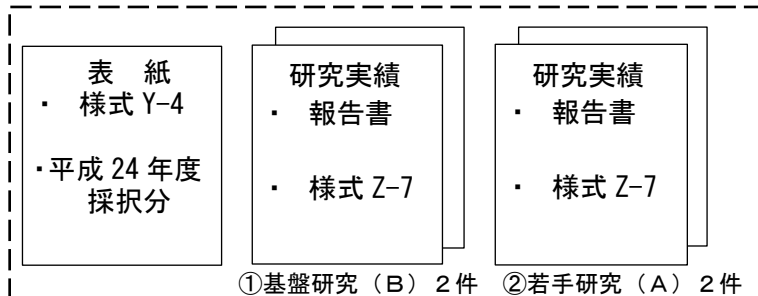 表 紙
・ 様式 Y-4
・平成 24 年度
採択分
研究実績
・ 報告書
・ 様式 Z-7
①基盤研究（B）2件
研究実績
・ 報告書
・ 様式 Z-7
②若手研究（A）2件